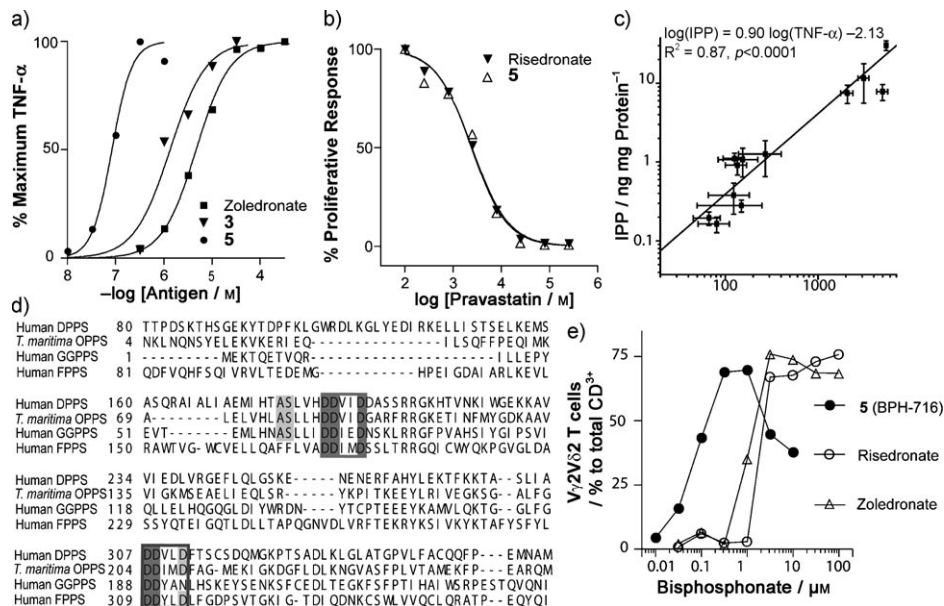 a)
% Maximum TNF-α
100
50
0
8 7 6 5 4
–log [Antigen / M]
Zoledronate
3
5
b)
% Proliferative Response
100
50
0
2 3 4 5 6
log [Pravastatin / M]
Risedronate
5
c)
log(IPP) = 0.90 log(TNF-α) –2.13
R² = 0.87, p<0.0001
IPP / ng mg Protein⁻¹
10
1
0.1
100 1000
d)
Human DPPS 80 TTPDSKTHSGEKYTDPFKLGWRDLKGLYEDIRKELLISTSELKEMS
T. maritima OPPS 4 NKLNQNSYELEKVKERIEQ----------------ILSQFFPEQIMK
Human GGPPS 1 ---------MEKTQETVQR------------------ILLEPY
Human FPPS 81 QDFVQHFSQIVRVLTEDEMG---------HPEIGDAIARLKEVL
Human DPPS 160 ASQRAIALIAEMIHTASLVHDDVIDDASSRRGKHTVNKIWGEKKAV
T. maritima OPPS 69 A---------LELVHLASLLHDDVIDGARFRRGKETINFMYGDKAAV
Human GGPPS 51 EVT--------EMLHNASLLIDDIEDNSKLRRGFPVAHSIYGIPSVI
Human FPPS 150 RAWTVG-WCVELLQAFFLVADDIMDSSLTRRGQICWYQKPGVGLDA
Human DPPS 234 VIEDLVRGEFLQLGSKE----NENERFAHYLEKTFKKTA--SLIA
T. maritima OPPS 135 VIGKMSEAELIEQLSR-----YKPITKEEYLRIVEGKSG--ALFG
Human GGPPS 118 QLLELHQGQGLDIYWRDN----YTCPTEEEYKAMVLQKTG--GLFG
Human FPPS 229 SSYQTEIGQTLDLLTAPQGNVDLVRFTEKRYKSIVKYKTAFYSFYL
Human DPPS 307 DDVLDFTSCSDQMGKPTSADLKLGLATGPVLFACQQFP---EMNAM
T. maritima OPPS 204 DDIMDFAG-MEKIGKDGFLDLKNGVASFPLVTAMEKFP---EARQM
Human GGPPS 188 DDYANLHSKEYSENKSFCEDLTEGKFSFPTIHAIWSRPESTQVQNI
Human FPPS 309 DDYLDLFGDPSVTGKIG-TDIQDNKCSWLVVQCLQRATP---EQYQI
e)
Vγ2Vδ2 T cells / % to total CD³⁺
75
50
25
0
0.01 0.1 1 10 100
Bisphosphonate / µM
5 (BPH-716)
Risedronate
Zoledronate